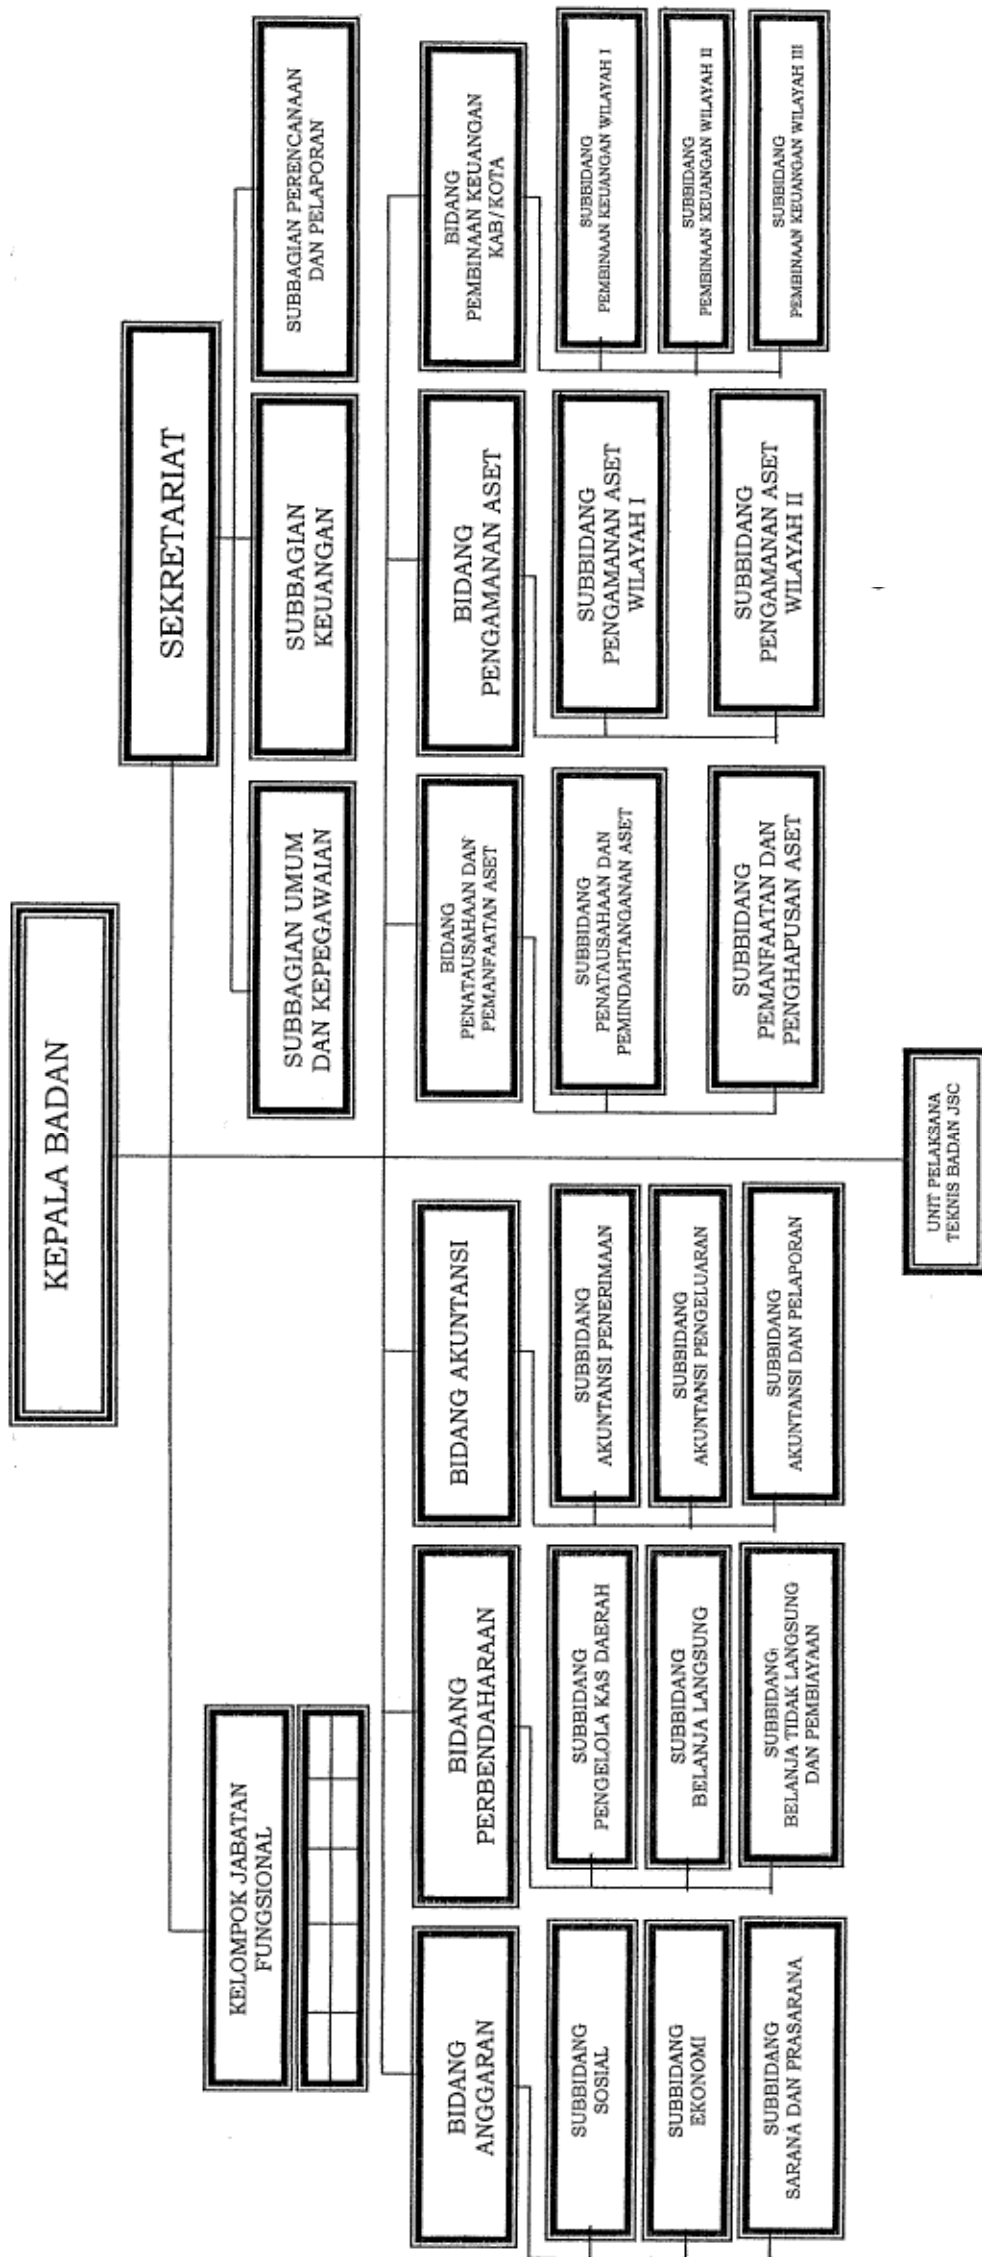 KEPALA BADAN
SEKRETARIAT
KELOMPOK JABATAN
FUNGSIONAL
SUBBAGIAN UMUM
DAN KEPEGAWAIAN
SUBBAGIAN
KEUANGAN
SUBBAGIAN PERENCANAAN
DAN PELAPORAN
BIDANG
ANGGARAN
BIDANG
PERBENDAHARAAN
BIDANG AKUNTANSI
BIDANG
PENATAUSAHAAN DAN
PEMANFAATAN ASET
BIDANG
PENGAMANAN ASET
BIDANG
PEMBINAAN KEUANGAN
KAB/KOTA
SUBBIDANG
SOSIAL
SUBBIDANG
EKONOMI
SUBBIDANG
SARANA DAN PRASARANA
SUBBIDANG
PENGELOLA KAS DAERAH
SUBBIDANG
BELANJA LANGSUNG
SUBBIDANG
BELANJA TIDAK LANGSUNG
DAN PEMBIAYAAN
SUBBIDANG
AKUNTANSI PENERIMAAN
SUBBIDANG
AKUNTANSI PENGELUARAN
SUBBIDANG
AKUNTANSI DAN PELAPORAN
SUBBIDANG
PENATAUSAHAAN DAN
PEMINDAHTANGANAN ASET
SUBBIDANG
PEMANFAATAN DAN
PENGHAPUSAN ASET
SUBBIDANG
PENGAMANAN ASET
WILAYAH I
SUBBIDANG
PENGAMANAN ASET
WILAYAH II
SUBBIDANG
PEMBINAAN KEUANGAN WILAYAH I
SUBBIDANG
PEMBINAAN KEUANGAN WILAYAH II
SUBBIDANG
PEMBINAAN KEUANGAN WILAYAH III
UNIT PELAKSANA
TEKNIS BADAN JSC